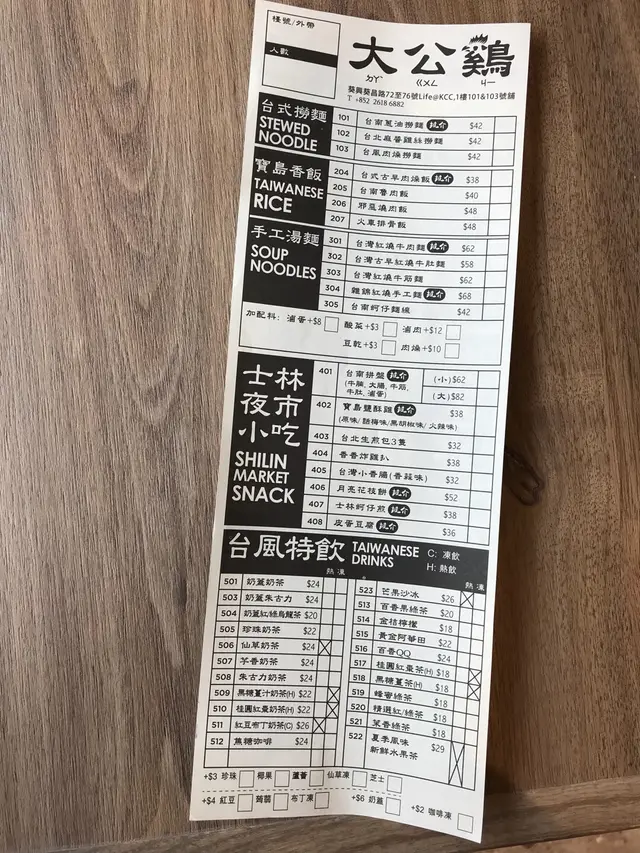 檯號/外帶
人數
大公鷄
ㄉㄚˋ ㄍㄨㄥ ㄐㄧ
葵興葵昌路72至76號Life@KCC,1樓101&103號舖
T +852 2618 6882
台式撈麵
STEWED
NOODLE
101 台南蔥油撈麵 推介 $42
102 台北麻醬雞絲撈麵 $42
103 台風肉燥撈麵 $42
寶島香飯
TAIWANESE
RICE
204 台式古早肉燥飯 推介 $38
205 台南魯肉飯 $40
206 邪惡燒肉飯 $48
207 火車排骨飯 $48
手工湯麵
SOUP
NOODLES
301 台灣紅燒牛肉麵 推介 $62
302 台灣古早紅燒牛肚麵 $58
303 台灣紅燒牛筋麵 $62
304 雜錦紅燒手工麵 推介 $68
305 台南蚵仔麵線 $42
加配料: 滷蛋+$8 酸菜+$3 滷肉+$12
豆乾+$3 肉燥+$10
士林
夜市
小吃
SHILIN
MARKET
SNACK
401 台南拼盤 推介 (小)$62
(牛腩, 大腸, 牛筋,
牛肚, 滷蛋) (大)$82
402 寶島鹽酥雞 推介 $38
(原味/話梅味/黑胡椒味/火辣味)
403 台北生煎包3隻 $32
404 香香炸雞扒 $38
405 台灣小香腸(香蒜味) $32
406 月亮花枝餅 推介 $52
407 士林蚵仔煎 推介 $38
408 皮蛋豆腐 推介 $36
台風特飲 TAIWANESE
DRINKS
C: 凍飲
H: 熱飲
熱 凍
501 奶蓋奶茶 $24
503 奶蓋朱古力 $24
504 奶蓋紅/綠烏龍茶 $20
505 珍珠奶茶 $22
506 仙草奶茶 $24
507 芋香奶茶 $24
508 朱古力奶茶 $24
509 黑糖薑汁奶茶(H) $22
510 桂圓紅棗奶茶(H) $22
511 紅豆布丁奶茶(C) $26
512 焦糖咖啡 $24
熱 凍
523 芒果沙冰 $26
513 百香果綠茶 $20
514 金桔檸檬 $18
515 黃金阿華田 $22
516 百香QQ $24
517 桂圓紅棗茶(H) $18
518 黑糖薑茶(H) $18
519 蜂蜜綠茶 $18
520 精選紅/綠茶 $18
521 茉香綠茶 $18
522 夏季風味
新鮮水果茶 $29
+$3 珍珠 椰果 蘆薈 仙草凍 芝士
+$4 紅豆 蒟蒻 布丁凍 +$6 奶蓋 +$2 咖啡凍